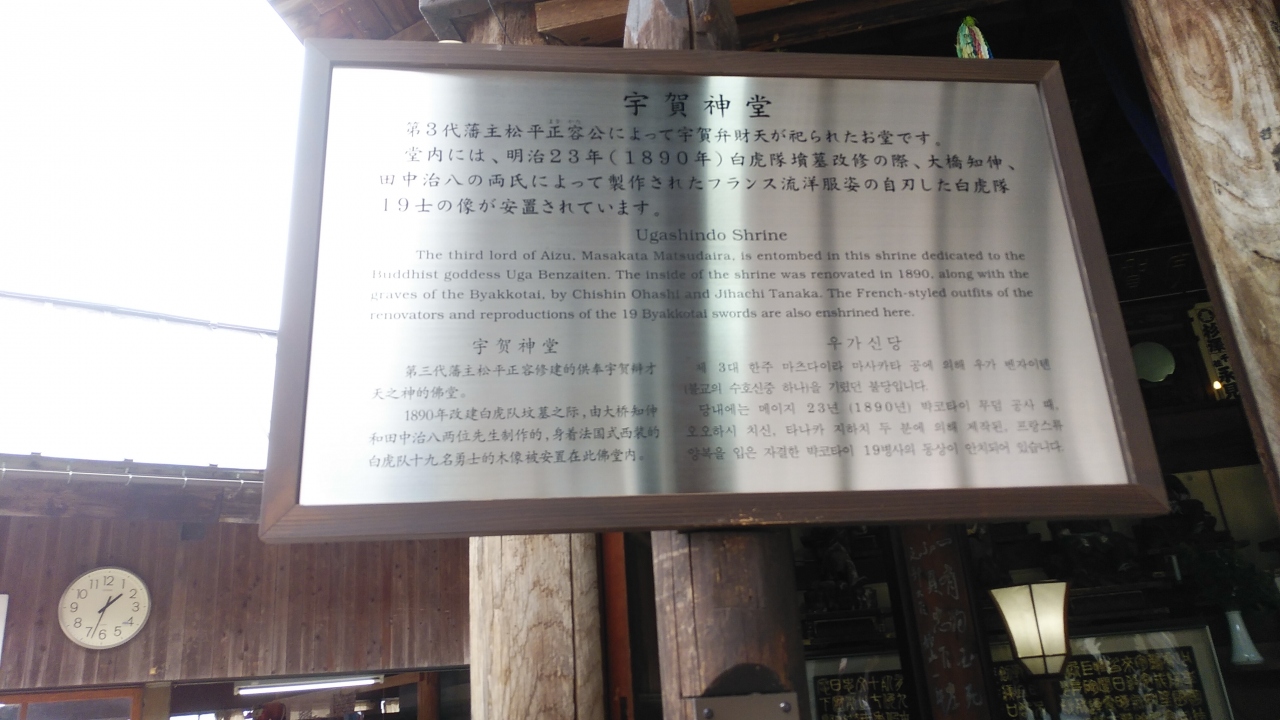 宇賀神堂
第3代藩主松平正容公によって宇賀弁財天が祀られたお堂です。
堂内には、明治23年(1890年)白虎隊墳墓改修の際、大橋知伸、
田中治八の両氏によって製作されたフランス流洋服姿の自刃した白虎隊
19士の像が安置されています。
Ugashindo Shrine
The third lord of Aizu, Masakata Matsudaira, is entombed in this shrine dedicated to the
Buddhist goddess Uga Benzaiten. The inside of the shrine was renovated in 1890, along with the
graves of the Byakkotai, by Chishin Ohashi and Jihachi Tanaka. The French-styled outfits of the
renovators and reproductions of the 19 Byakkotai swords are also enshrined here.
宇賀神堂
第三代藩主松平正容修建的供奉宇賀辯才
天之神的佛堂。
1890年改建白虎队坟墓之际,由大桥知伸
和田中治八两位先生制作的,身着法国式西装的
白虎队十九名勇士的木像被安置在此佛堂内。
우가신당
제 3대 한주 마츠다이라 마사카타 공에 의해 우가 벤자이텐
(불교의 수호신중 하나)을 기렸던 불당입니다.
당내에는 메이지 23년 (1890년) 뱌코타이 무덤 공사 때,
오오하시 치신, 타나카 지하치 두 분에 의해 제작된, 프랑스류
양복을 입은 자결한 뱌코타이 19병사의 동상이 안치되어 있습니다.
12
1
2
3
4
5
6
7
8
9
10
11